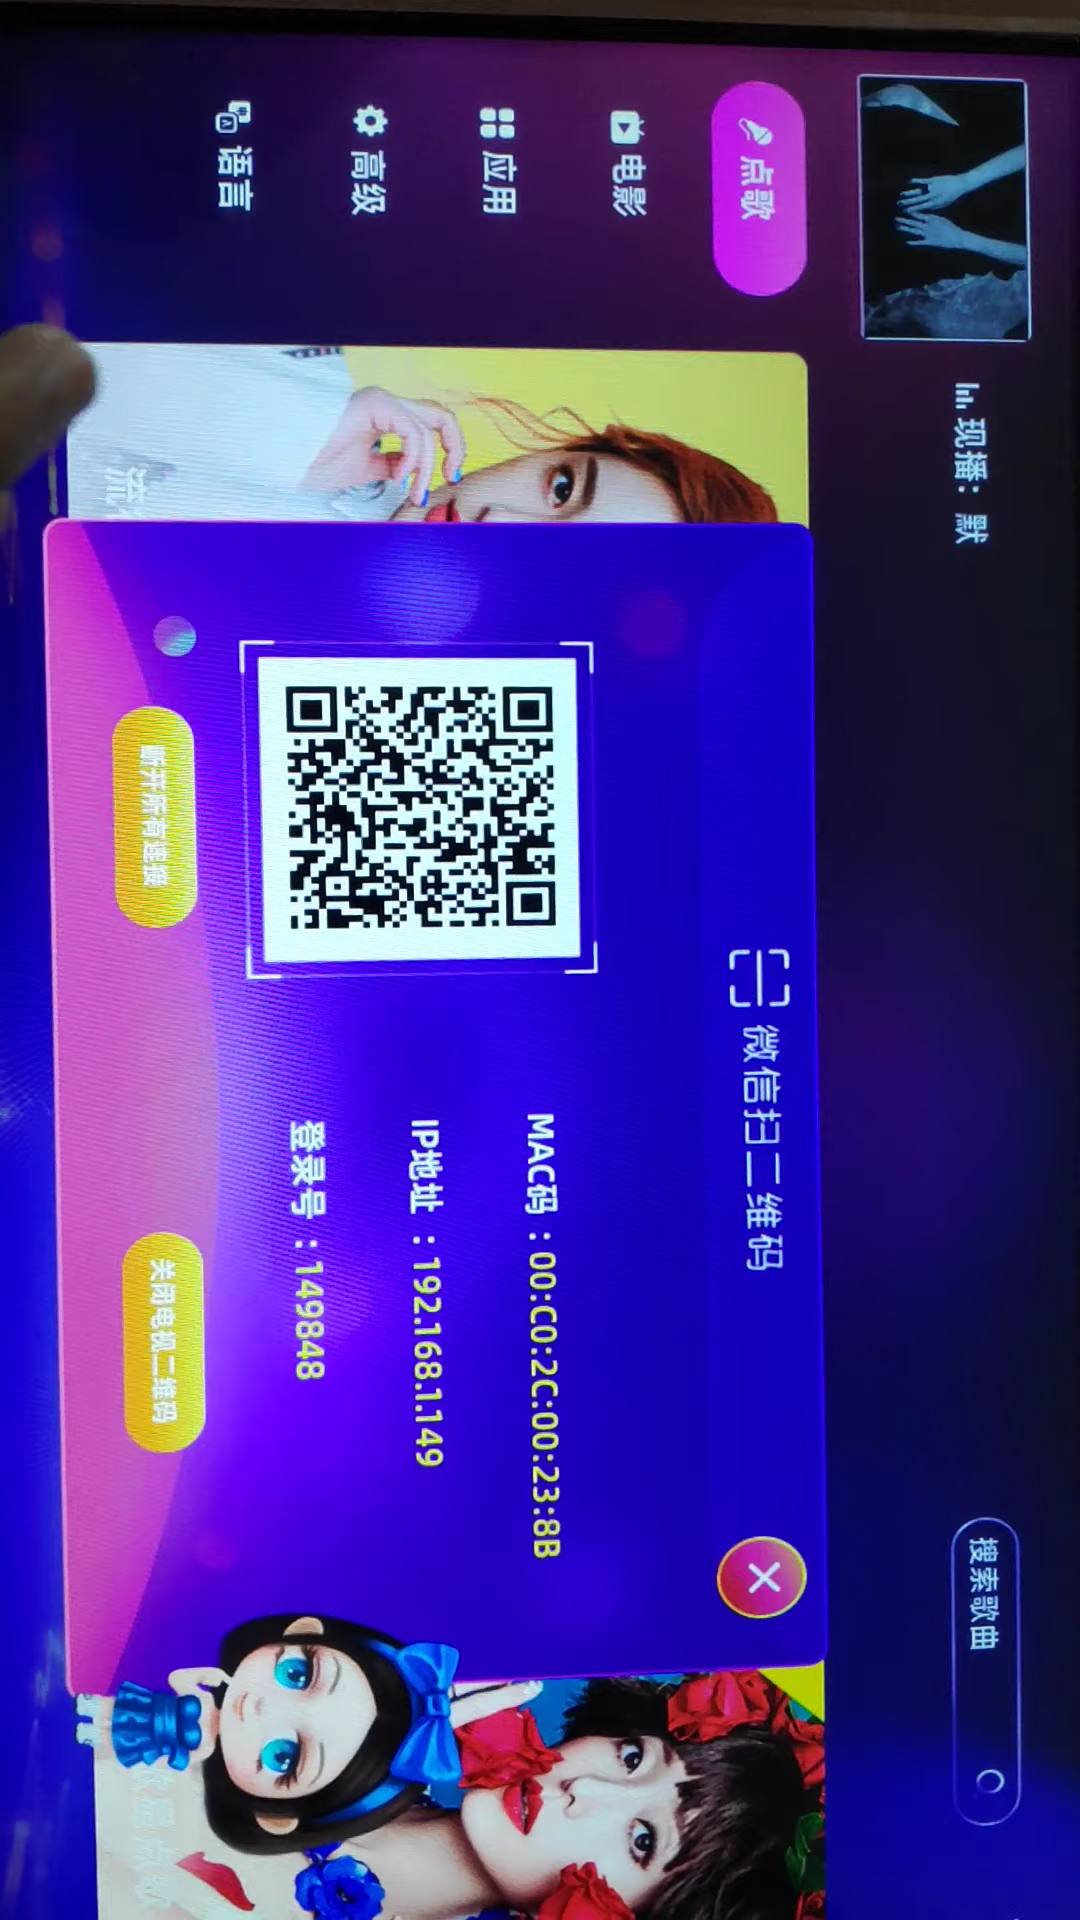 现播：默
搜索歌曲
点歌
电影
应用
高级
语言
微信扫二维码
MAC码：00:C0:2C:00:23:8B
IP地址：192.168.1.149
登录号：149848
断开所有连接
关闭电视二维码